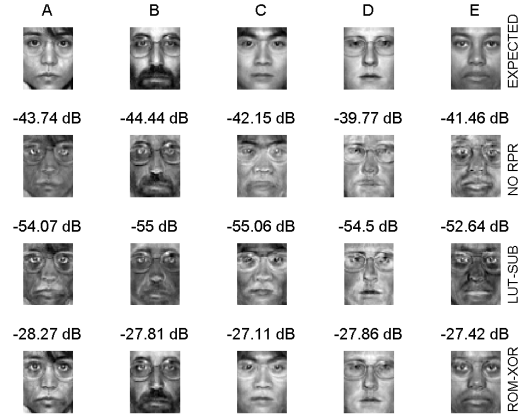 A B C D E
EXPECTED
-43.74 dB -44.44 dB -42.15 dB -39.77 dB -41.46 dB
NO RPR
-54.07 dB -55 dB -55.06 dB -54.5 dB -52.64 dB
LUT-SUB
-28.27 dB -27.81 dB -27.11 dB -27.86 dB -27.42 dB
ROM-XOR